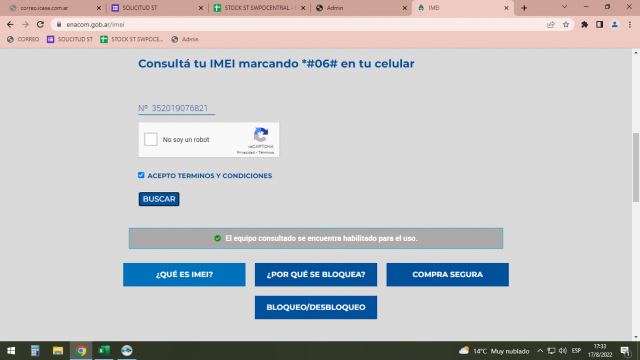 correo.icase.com.ar
SOLICITUD ST
STOCK ST SWPOCENTRAL -
Admin
IMEI
enacom.gob.ar/imei
CORREO
SOLICITUD ST
STOCK ST SWPOCE...
Admin
Consultá tu IMEI marcando *#06# en tu celular
Nº 352019076821
No soy un robot
reCAPTCHA
Privacidad - Términos
ACEPTO TERMINOS Y CONDICIONES
BUSCAR
El equipo consultado se encuentra habilitado para el uso.
¿QUÉ ES IMEI?
¿POR QUÉ SE BLOQUEA?
COMPRA SEGURA
BLOQUEO/DESBLOQUEO
14°C Muy nublado
ESP
17:33
17/8/2022